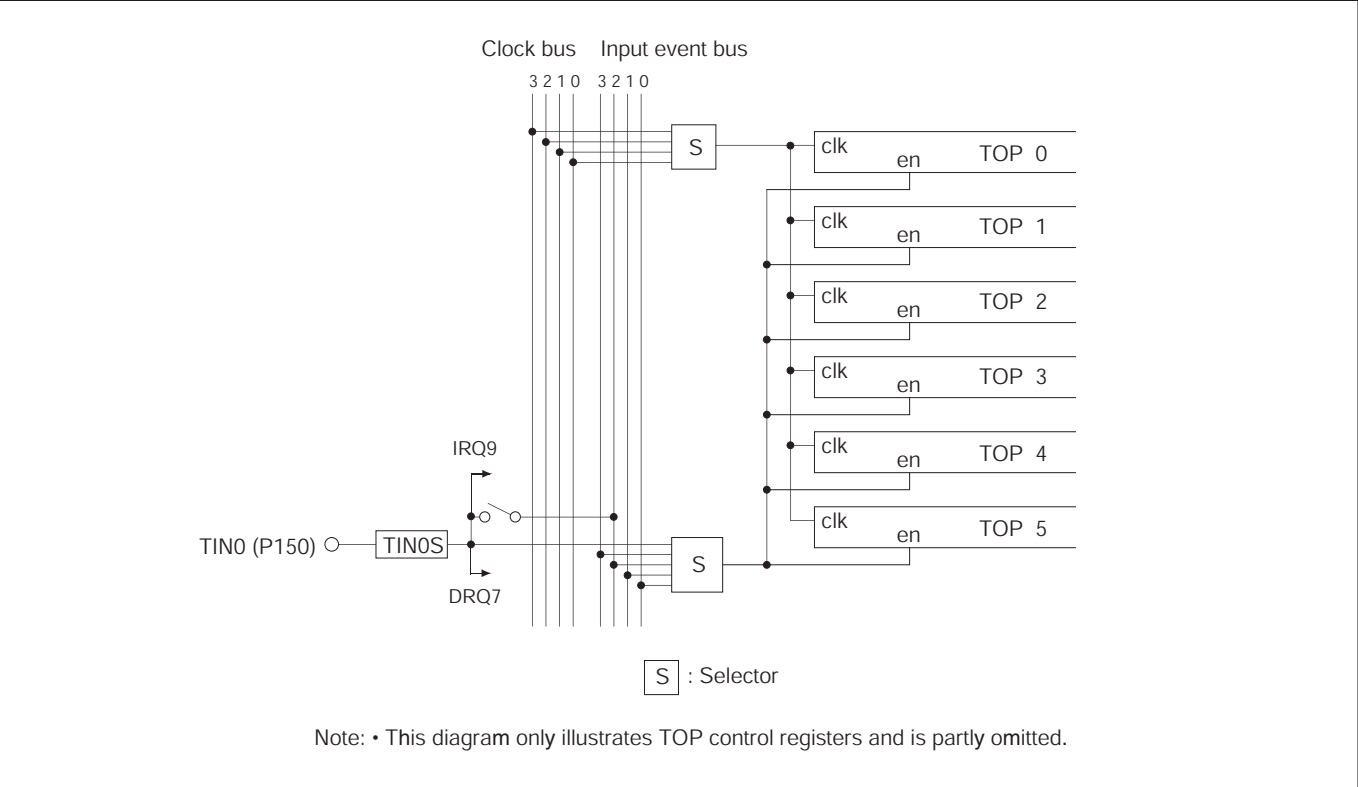 Clock bus Input event bus
3 2 1 0 3 2 1 0
S
clk en TOP 0
clk en TOP 1
clk en TOP 2
clk en TOP 3
clk en TOP 4
IRQ9
clk en TOP 5
TIN0 (P150) TIN0S
S
DRQ7
S : Selector
Note: • This diagram only illustrates TOP control registers and is partly omitted.